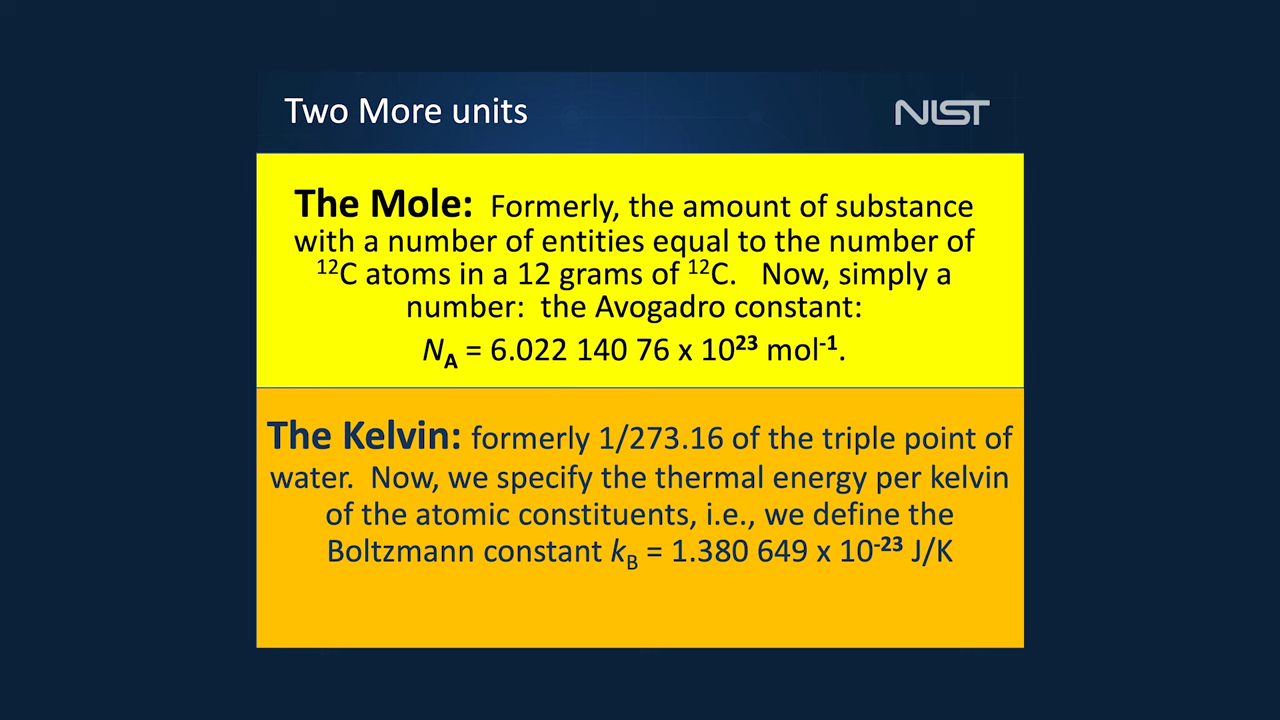 Two More units
NIST
The Mole: Formerly, the amount of substance
with a number of entities equal to the number of
¹²C atoms in a 12 grams of ¹²C. Now, simply a
number: the Avogadro constant:
N_A = 6.022 140 76 x 10²³ mol⁻¹.
The Kelvin: formerly 1/273.16 of the triple point of
water. Now, we specify the thermal energy per kelvin
of the atomic constituents, i.e., we define the
Boltzmann constant k_B = 1.380 649 x 10⁻²³ J/K